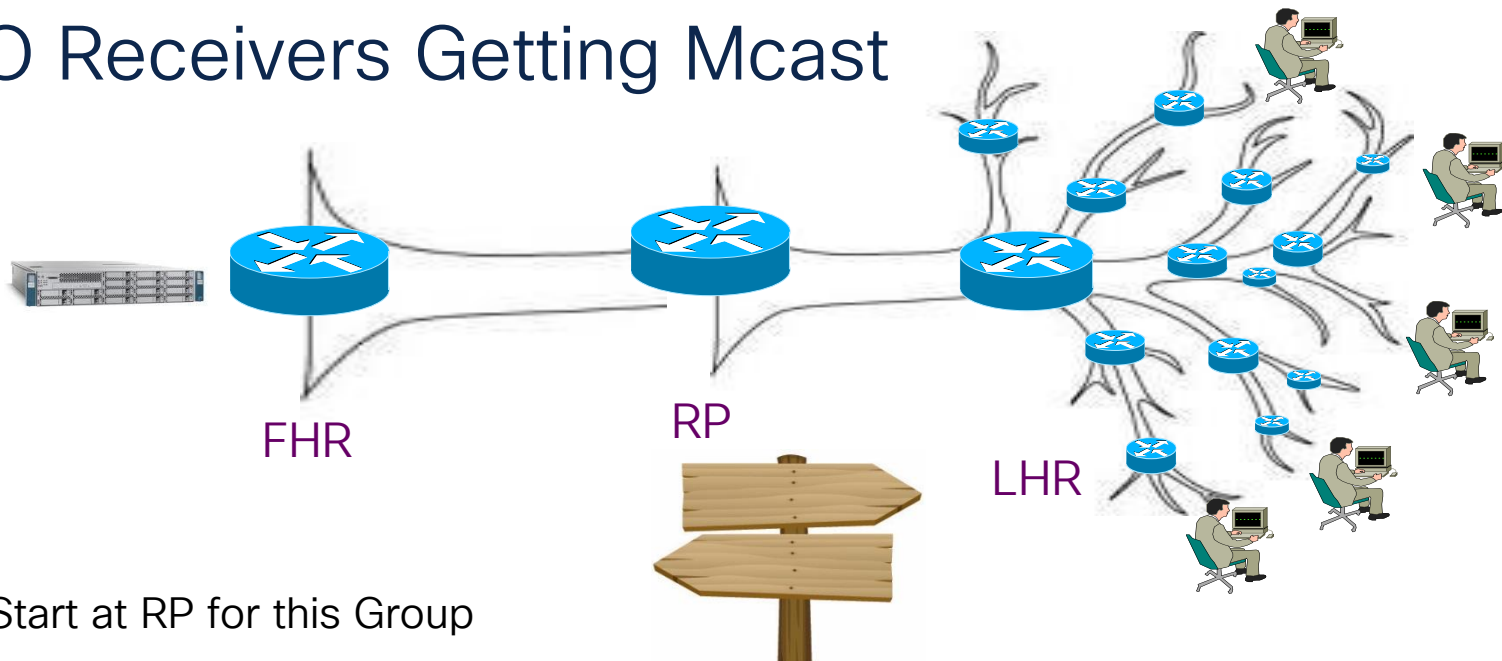 O Receivers Getting Mcast
FHR
RP
LHR
Start at RP for this Group